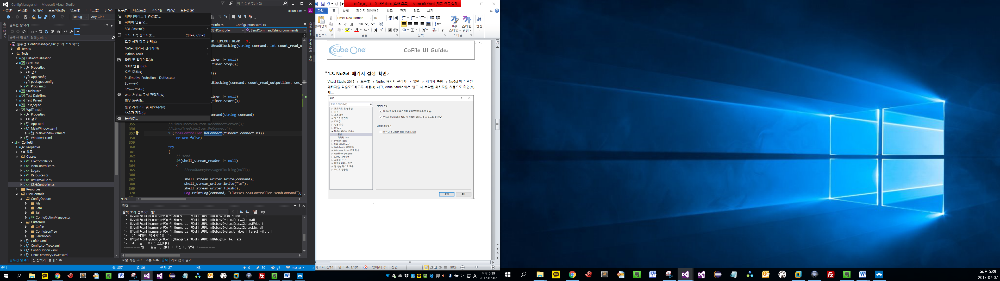 ConfigManager_sln - Microsoft Visual Studio
빠른 실행(Ctrl+Q)
파일(F) 편집(E) 보기(V) 프로젝트(P) 빌드(B) 디버그(D) 팀(M) 도구(T) 테스트(S) 분석(N) 창(W) 도움말(H)
JiHun Lim
JL
Debug Any CPU
서버 탐색기
솔루션 탐색기
솔루션 탐색기 검색(Ctrl+;)
솔루션 'ConfigManager_sln' (10개 프로젝트)
Temps
Tests
DataVirtualization
ExcelTest
Properties
참조
App.config
packages.config
Program.cs
StackTrace
Test_DateTime
Test_Parent
Test_Sqlite
WpfThread
Properties
참조
App.xaml
MainWindow.xaml
MainWindow.xaml.cs
Window1.xaml
CofileUI
Properties
참조
Classes
FileContoller.cs
JsonController.cs
Log.cs
Resources.cs
ReturnValue.cs
SSHController.cs
Resources
UserControls
ConfigOptions
File
Sam
Tail
ConfigOptionManager.cs
CustomUI
Cofile
ConfigJsonTree
ServerMenu
Cofile.xaml
ConfigJsonTree.xaml
ConfigOption.xaml
LinuxDirectoryViewer.xaml
솔루션 탐색기 팀 탐색기 클래스 뷰
데이터베이스에 연결(D)...
서버에 연결(S)...
SQL Server(Q)
코드 조각 관리자(T)... Ctrl+K, Ctrl+B
도구 상자 항목 선택(X)...
NuGet 패키지 관리자(N)
Python Tools
확장 및 업데이트(U)...
GUID 만들기(G)
오류 조회(K)
PreEmptive Protection - Dotfuscator
Spy++(+)
Spy++ x64(6)
WCF 서비스 구성 편집기(W)
외부 도구(E)...
설정 가져오기 및 내보내기(I)...
사용자 지정(C)...
옵션(O)...
erInfo.cs ConfigOption.xaml.cs
SSHController SendCommand(string command)
ND_TIMEOUT_READ = 2;
NReadBlocking(string command, int count_read_o
timer != null)
_timer.Stop();
d))
sBlocking(command, count_read_outputline, sec_
timer != null)
_timer.Start();
ommand(string command)
355 //LinuxTreeViewItem.ReconnectServer();
356 //LinuxTreeViewItem.ReConnect();
357 if(!SSHController.ReConnect(timeout_connect_ms))
358 return false;
359
360 try
361 {
362 // send
363 if(shell_stream_reader != null)
364 {
365 //readDummyMessageBlocking(null);
366
367 shell_stream_writer.Write(command);
368 shell_stream_writer.Write("\n");
369 shell_stream_writer.Flush();
370 Log.PrintLog(command, "Classes.SSHController.sendCommand");
93 %
진단 도구 도구 상자 속성
출력
출력 보기 선택(S): 빌드
1> D:₩git₩config_manager₩ConfigManager_sln₩CofileUI₩bin₩Debug₩Renci.SshNet.dll
1> D:₩git₩config_manager₩ConfigManager_sln₩CofileUI₩bin₩Debug₩System.Data.SQLite.dll
1> D:₩git₩config_manager₩ConfigManager_sln₩CofileUI₩bin₩Debug₩System.Data.SQLite.EF6.dll
1> D:₩git₩config_manager₩ConfigManager_sln₩CofileUI₩bin₩Debug₩System.Data.SQLite.Linq.dll
1> D:₩git₩config_manager₩ConfigManager_sln₩CofileUI₩bin₩Debug₩System.Windows.Interactivity.dll
1> 10개 파일이 복사되었습니다.
1> D:₩git₩config_manager₩ConfigManager_sln₩CofileUI₩bin₩Debug₩CofileUI.exe
1> 1개 파일이 복사되었습니다.
========== 빌드: 성공 1, 실패 0, 최신 0, 생략 0 ==========
호출 계층 구조 오류 목록 출력 기호 찾기 결과
준비 줄: 357 열: 36 문자: 27 INS 0 80 git master
cofile_ui_1.1 - 복사본.docx [호환 모드] - Microsoft Word (제품 인증 실패)
파일 홈 삽입 페이지 레이아웃 참조 편지 검토 보기
붙여넣기
Times New Roman 10
빠른 스타일
스타일 변경
편집
클립보드 글꼴 단락 스타일
cube One
CoFile UI Guide
1.3. NuGet 패키지 설정 확인
Visual Studio 2015 -> 도구(T) -> NuGet 패키지 관리자 -> 일반 -> 패키지 복원 -> NuGet 이 누락된
패키지를 다운로드하도록 허용(A) 체크, Visual Studio 에서 빌드 시 누락된 패키지를 자동으로 확인(M)
체크
옵션
검색 옵션(Ctrl+E)
프로젝트 및 솔루션
환경
소스 제어
텍스트 편집기
디버깅
성능 도구
F# 도구
NuGet 패키지 관리자
일반
패키지 소스
Python Tools
SQL Server 도구
Web Forms 디자이너
Windows Forms 디자이너
Workflow Designer
XAML 디자이너
그래픽 진단
데이터베이스 도구
웹 성능 테스트 도구
텍스트 템플릿
패키지 복원
NuGet이 누락된 패키지를 다운로드하도록 허용(A)
Visual Studio에서 빌드 시 누락된 패키지를 자동으로 확인(M)
바인딩 리디렉션
바인딩 리디렉션 적용 건너뛰기(B)
확인 취소
페이지: 6/14 단어 수: 1,101 영어(미국) 삽입 90%
오후 5:39
2017-07-07
오후 5:39
2017-07-07